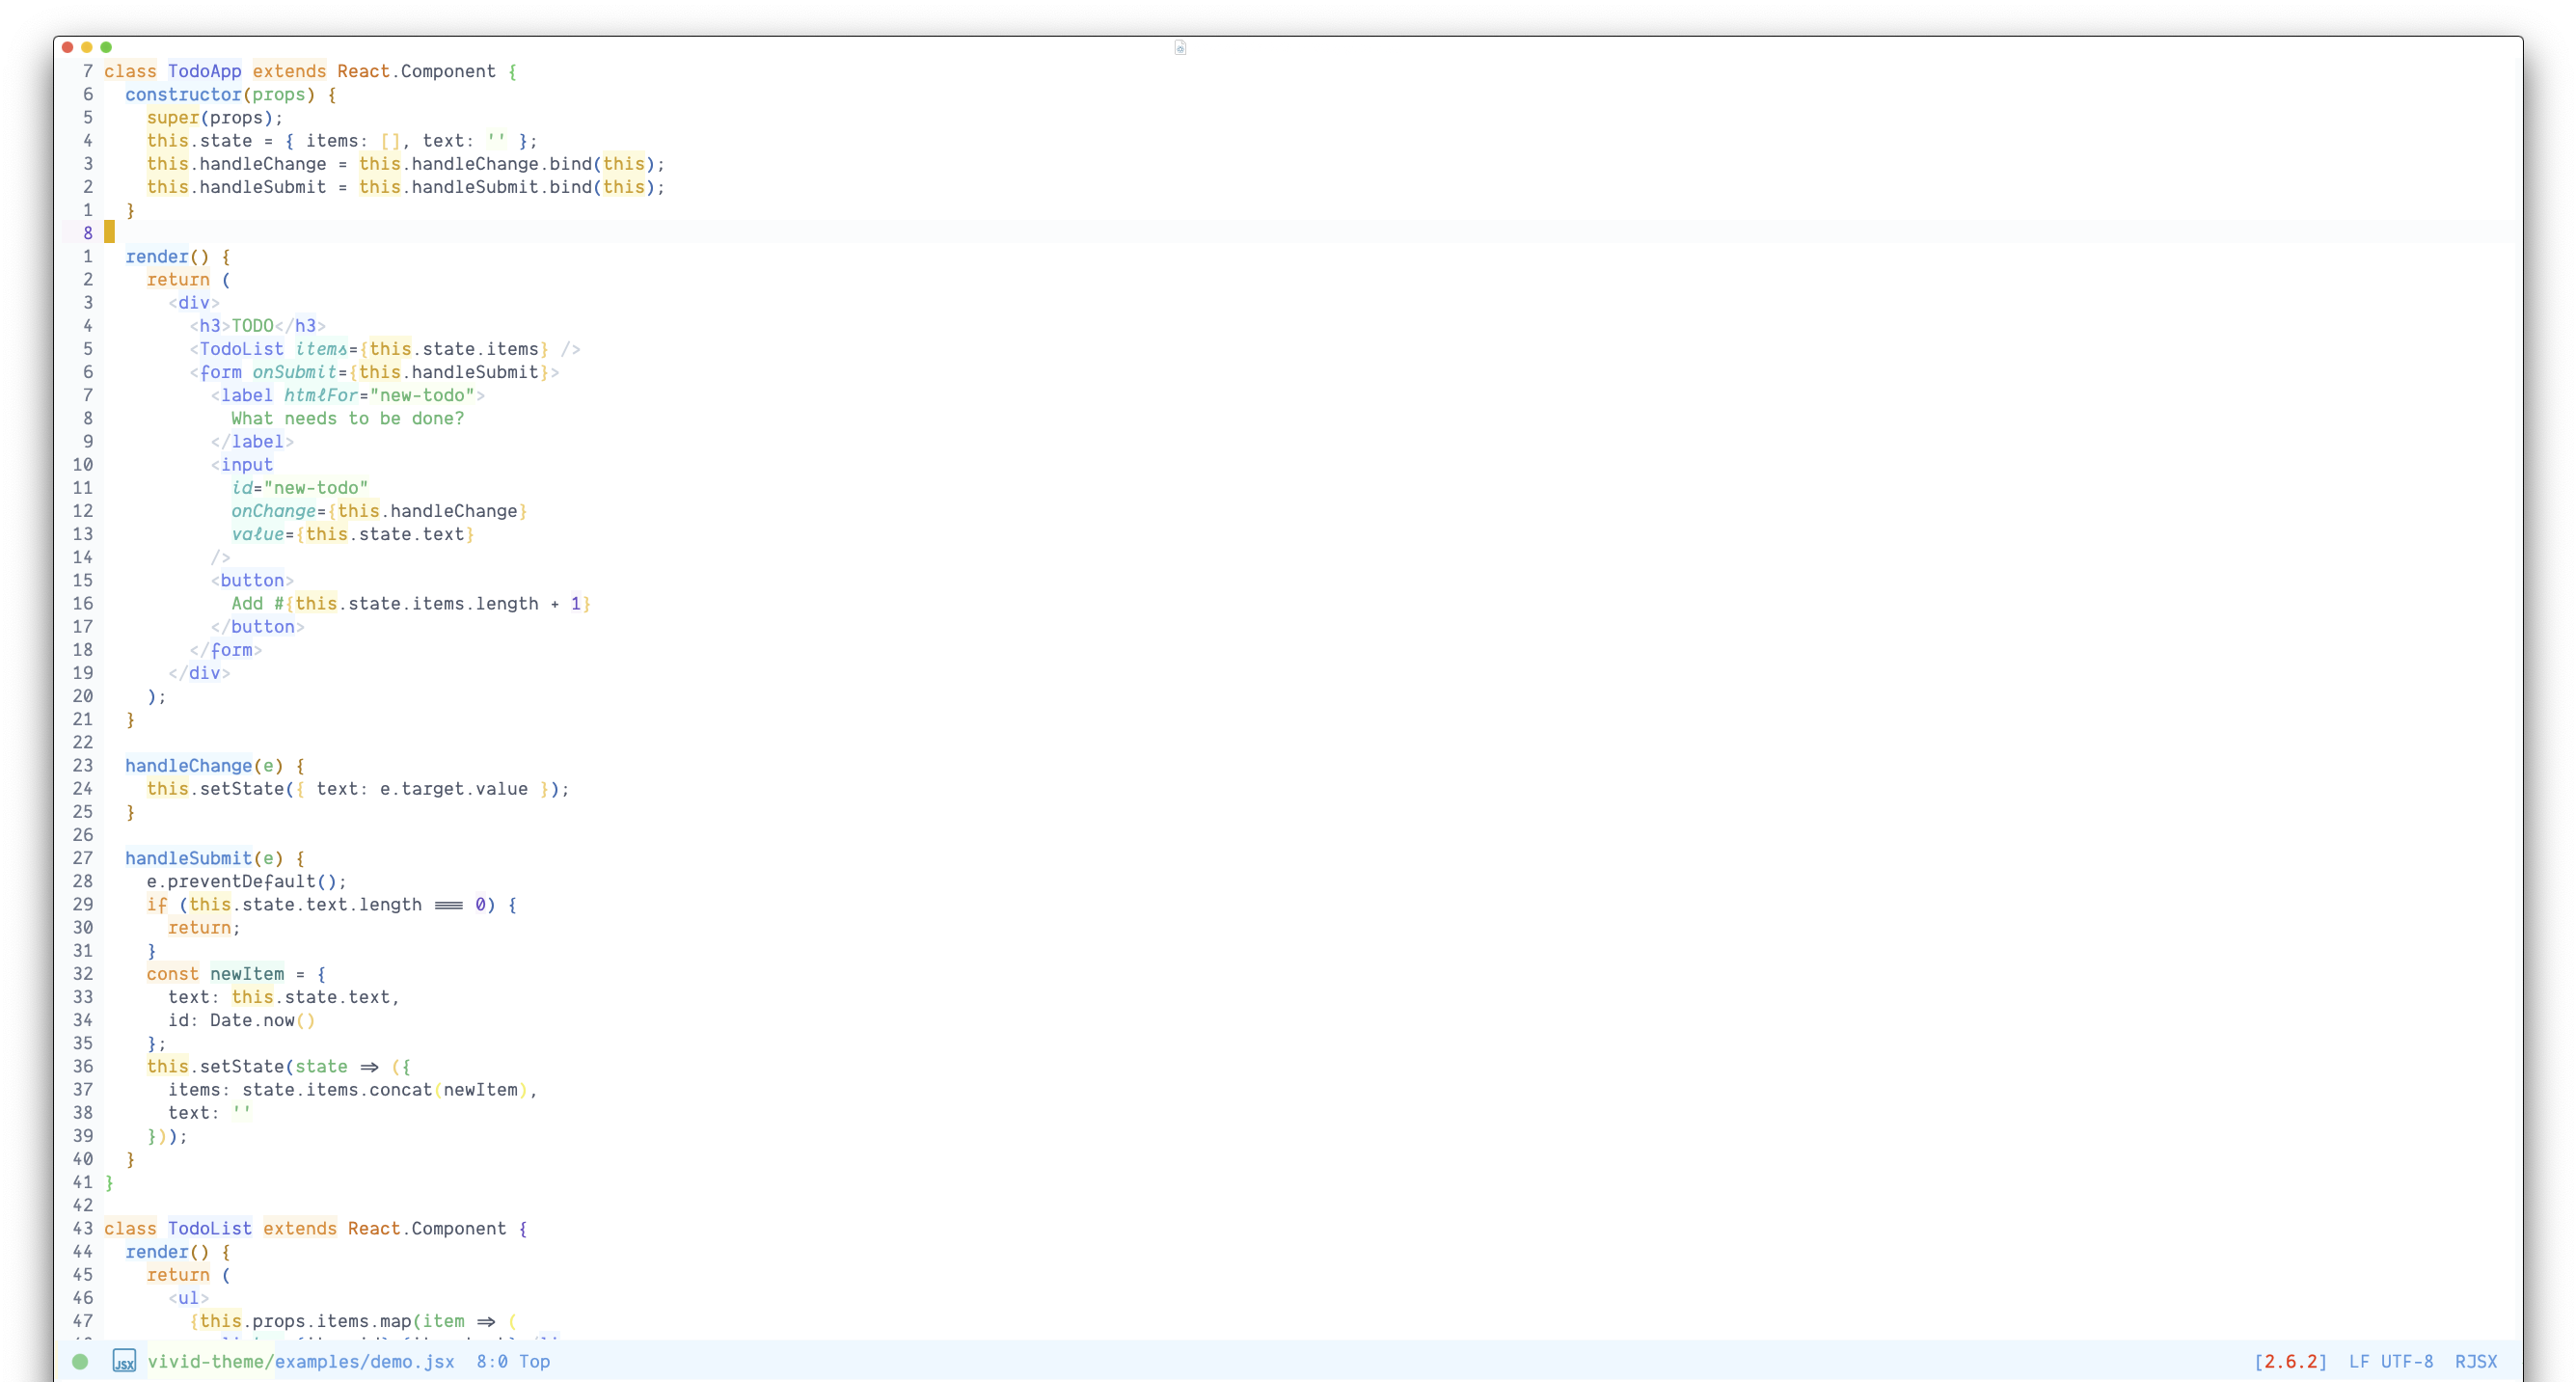 7 class TodoApp extends React.Component {
6   constructor(props) {
5     super(props);
4     this.state = { items: [], text: '' };
3     this.handleChange = this.handleChange.bind(this);
2     this.handleSubmit = this.handleSubmit.bind(this);
1   }
8
1   render() {
2     return (
3       <div>
4         <h3>TODO</h3>
5         <TodoList items={this.state.items} />
6         <form onSubmit={this.handleSubmit}>
7           <label htmlFor="new-todo">
8             What needs to be done?
9           </label>
10           <input
11             id="new-todo"
12             onChange={this.handleChange}
13             value={this.state.text}
14           />
15           <button>
16             Add #{this.state.items.length + 1}
17           </button>
18         </form>
19       </div>
20     );
21   }
22
23   handleChange(e) {
24     this.setState({ text: e.target.value });
25   }
26
27   handleSubmit(e) {
28     e.preventDefault();
29     if (this.state.text.length === 0) {
30       return;
31     }
32     const newItem = {
33       text: this.state.text,
34       id: Date.now()
35     };
36     this.setState(state => ({
37       items: state.items.concat(newItem),
38       text: ''
39     }));
40   }
41 }
42
43 class TodoList extends React.Component {
44   render() {
45     return (
46       <ul>
47         {this.props.items.map(item => (
JSX vivid-theme/examples/demo.jsx 8:0 Top [2.6.2] LF UTF-8 RJSX